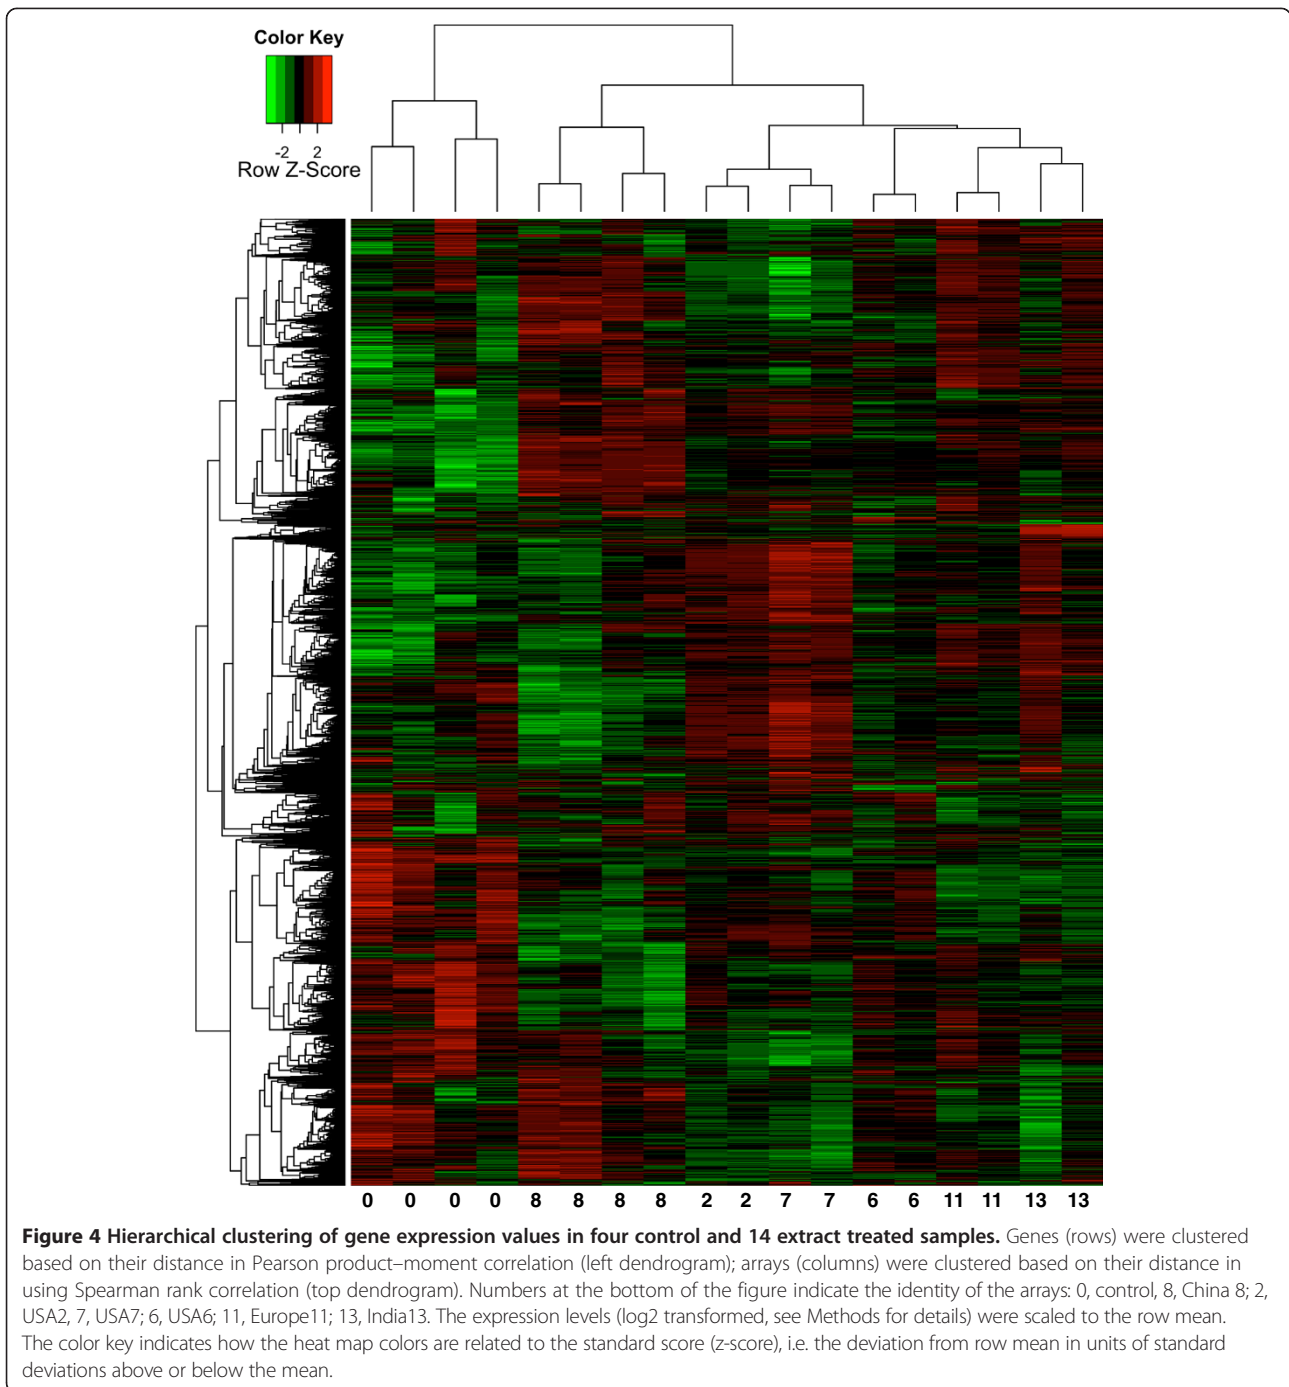 Color Key
-2 2
Row Z-Score
0 0 0 0 8 8 8 8 2 2 7 7 6 6 11 11 13 13
Figure 4 Hierarchical clustering of gene expression values in four control and 14 extract treated samples. Genes (rows) were clustered
based on their distance in Pearson product–moment correlation (left dendrogram); arrays (columns) were clustered based on their distance in
using Spearman rank correlation (top dendrogram). Numbers at the bottom of the figure indicate the identity of the arrays: 0, control, 8, China 8; 2,
USA2, 7, USA7; 6, USA6; 11, Europe11; 13, India13. The expression levels (log2 transformed, see Methods for details) were scaled to the row mean.
The color key indicates how the heat map colors are related to the standard score (z-score), i.e. the deviation from row mean in units of standard
deviations above or below the mean.